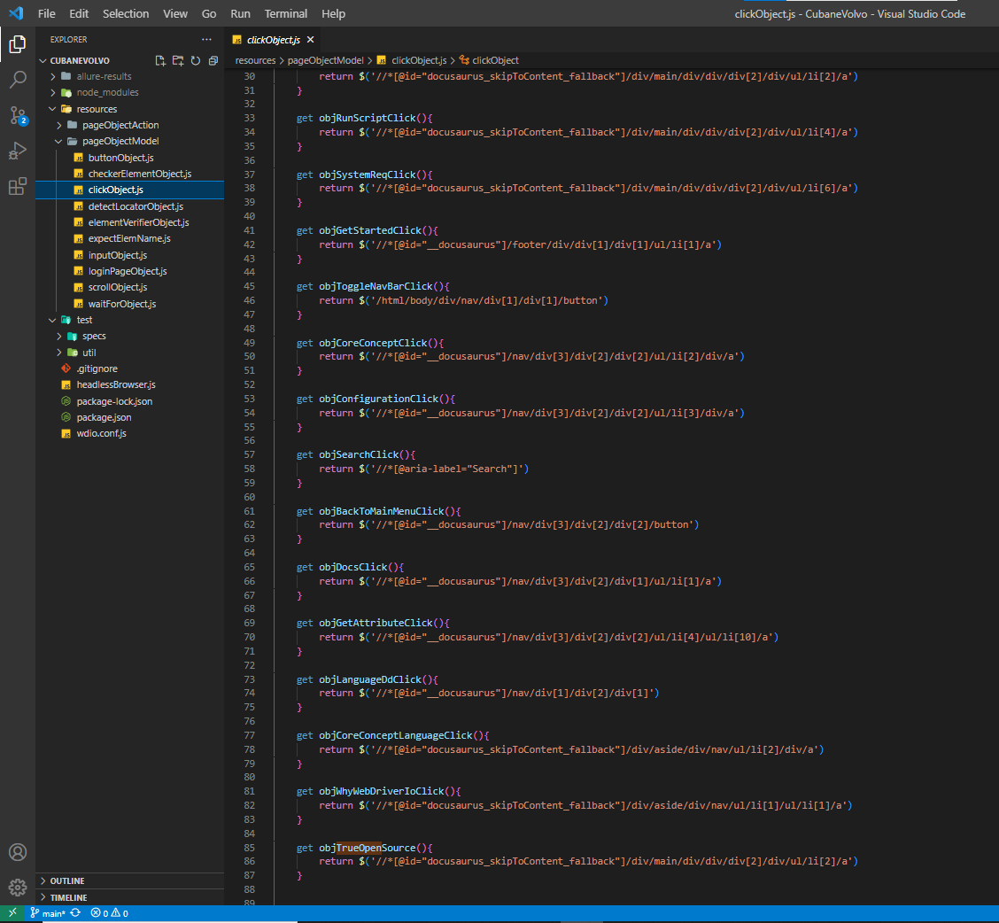 File Edit Selection View Go Run Terminal Help
clickObject.js - CubaneVolvo - Visual Studio Code
EXPLORER
CUBANEVOLVO
allure-results
node_modules
resources
pageObjectAction
pageObjectModel
buttonObject.js
checkerElementObject.js
clickObject.js
detectLocatorObject.js
elementVerifierObject.js
expectElemName.js
inputObject.js
loginPageObject.js
scrollObject.js
waitForObject.js
test
specs
util
.gitignore
headlessBrowser.js
package-lock.json
package.json
wdio.conf.js
OUTLINE
TIMELINE
2
clickObject.js
resources > pageObjectModel > clickObject.js > clickObject
30 return $('//*[@id="docusaurus_skipToContent_fallback"]/div/main/div/div/div[2]/div/ul/li[2]/a')
31 }
32
33 get objRunScriptClick(){
34 return $('//*[@id="docusaurus_skipToContent_fallback"]/div/main/div/div/div[2]/div/ul/li[4]/a')
35 }
36
37 get objSystemReqClick(){
38 return $('//*[@id="docusaurus_skipToContent_fallback"]/div/main/div/div/div[2]/div/ul/li[6]/a')
39 }
40
41 get objGetStartedClick(){
42 return $('//*[@id="__docusaurus"]/footer/div/div[1]/div[1]/ul/li[1]/a')
43 }
44
45 get objToggleNavBarClick(){
46 return $('/html/body/div/nav/div[1]/div[1]/button')
47 }
48
49 get objCoreConceptClick(){
50 return $('//*[@id="__docusaurus"]/nav/div[3]/div[2]/div[2]/ul/li[2]/div/a')
51 }
52
53 get objConfigurationClick(){
54 return $('//*[@id="__docusaurus"]/nav/div[3]/div[2]/div[2]/ul/li[3]/div/a')
55 }
56
57 get objSearchClick(){
58 return $('//*[@aria-label="Search"]')
59 }
60
61 get objBackToMainMenuClick(){
62 return $('//*[@id="__docusaurus"]/nav/div[3]/div[2]/div[2]/button')
63 }
64
65 get objDocsClick(){
66 return $('//*[@id="__docusaurus"]/nav/div[3]/div[2]/div[1]/ul/li[1]/a')
67 }
68
69 get objGetAttributeClick(){
70 return $('//*[@id="__docusaurus"]/nav/div[3]/div[2]/div[2]/ul/li[4]/ul/li[10]/a')
71 }
72
73 get objLanguageDdClick(){
74 return $('//*[@id="__docusaurus"]/nav/div[1]/div[2]/div[1]')
75 }
76
77 get objCoreConceptLanguageClick(){
78 return $('//*[@id="docusaurus_skipToContent_fallback"]/div/aside/div/nav/ul/li[2]/div/a')
79 }
80
81 get objWhyWebDriverIoClick(){
82 return $('//*[@id="docusaurus_skipToContent_fallback"]/div/aside/div/nav/ul/li[1]/ul/li[1]/a')
83 }
84
85 get objTrueOpenSource(){
86 return $('//*[@id="docusaurus_skipToContent_fallback"]/div/main/div/div/div[2]/div/ul/li[2]/a')
87 }
88
89
main* 0 0